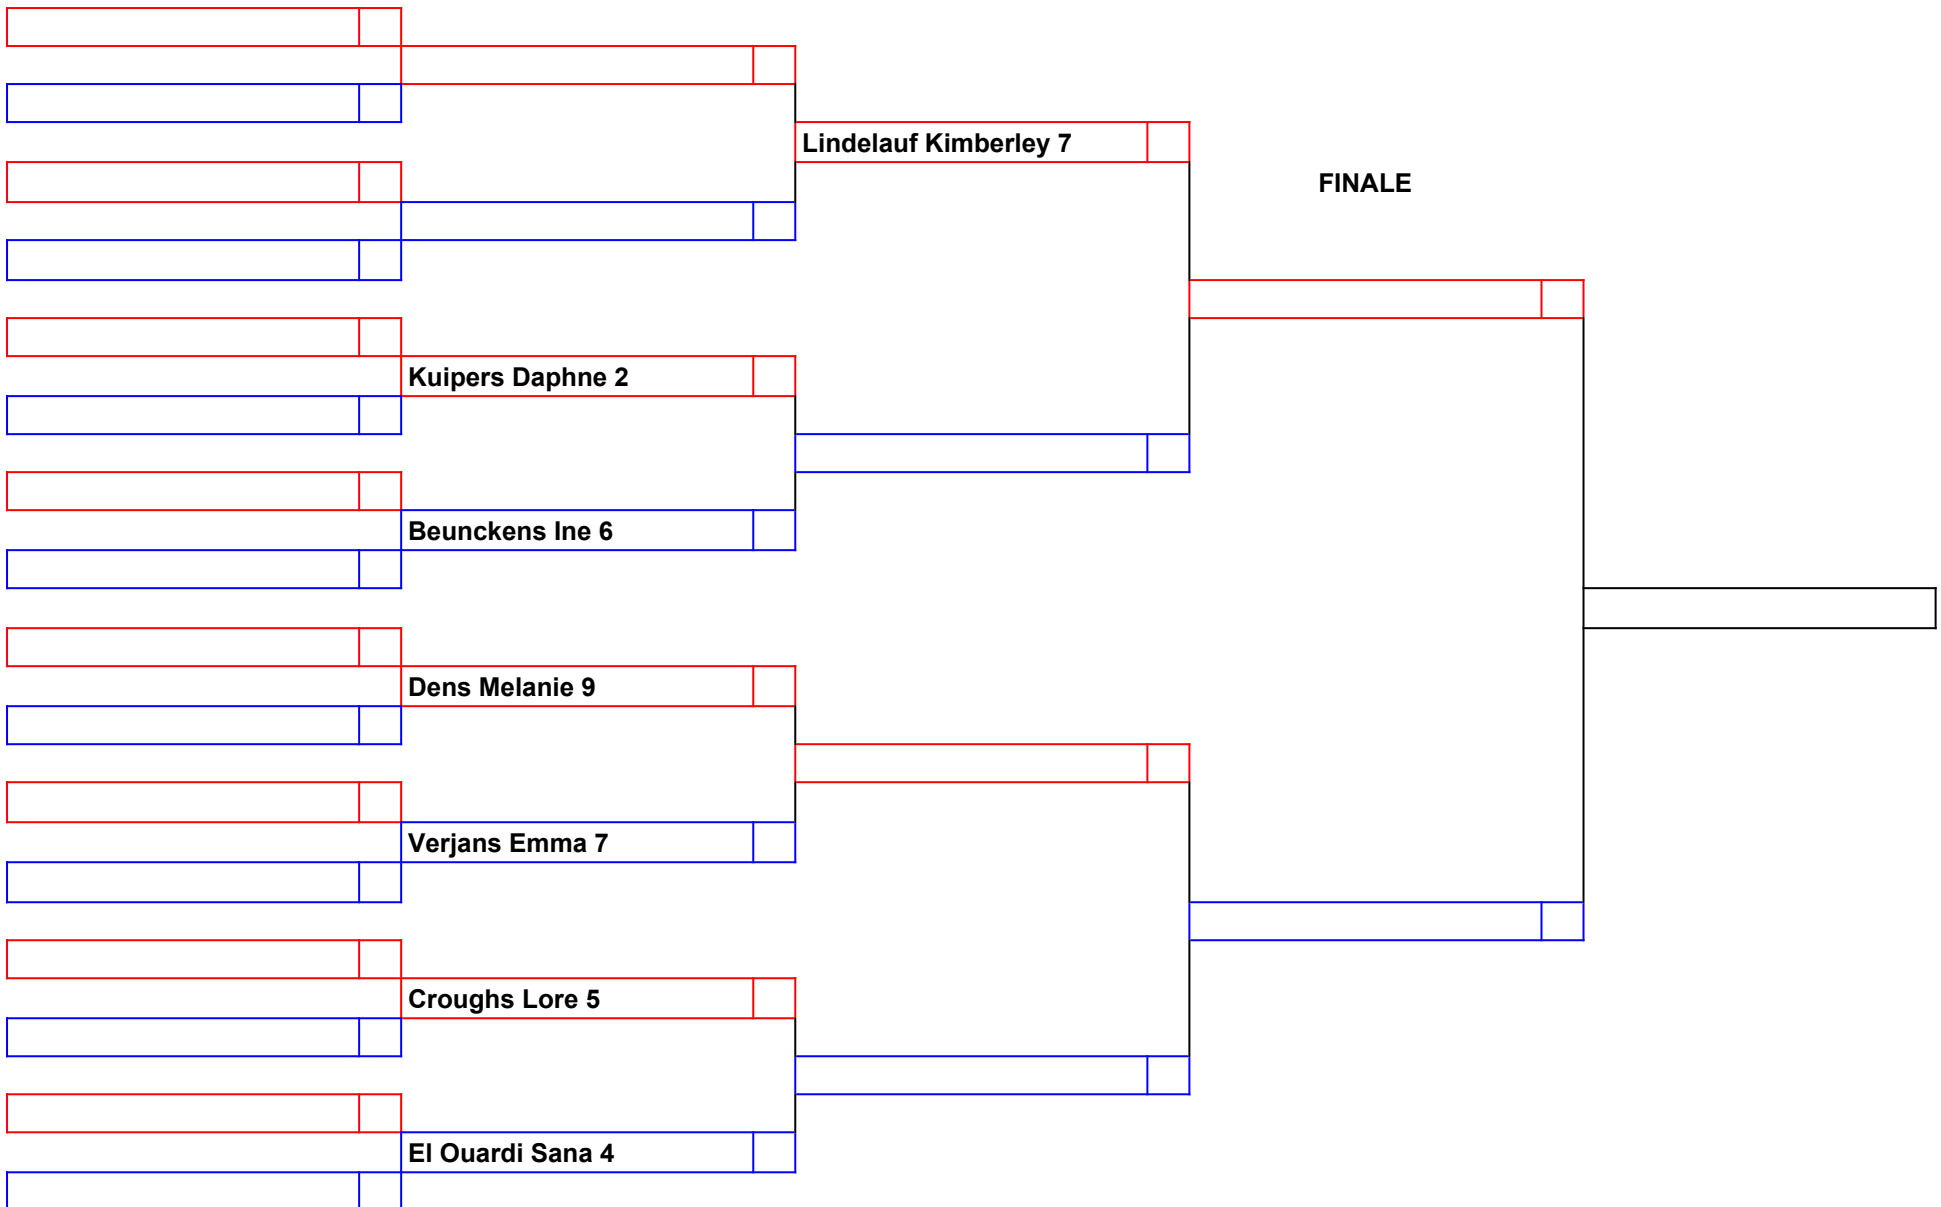 Lindelauf Kimberley 7
FINALE
Kuipers Daphne 2
Beunckens Ine 6
Dens Melanie 9
Verjans Emma 7
Croughs Lore 5
El Ouardi Sana 4